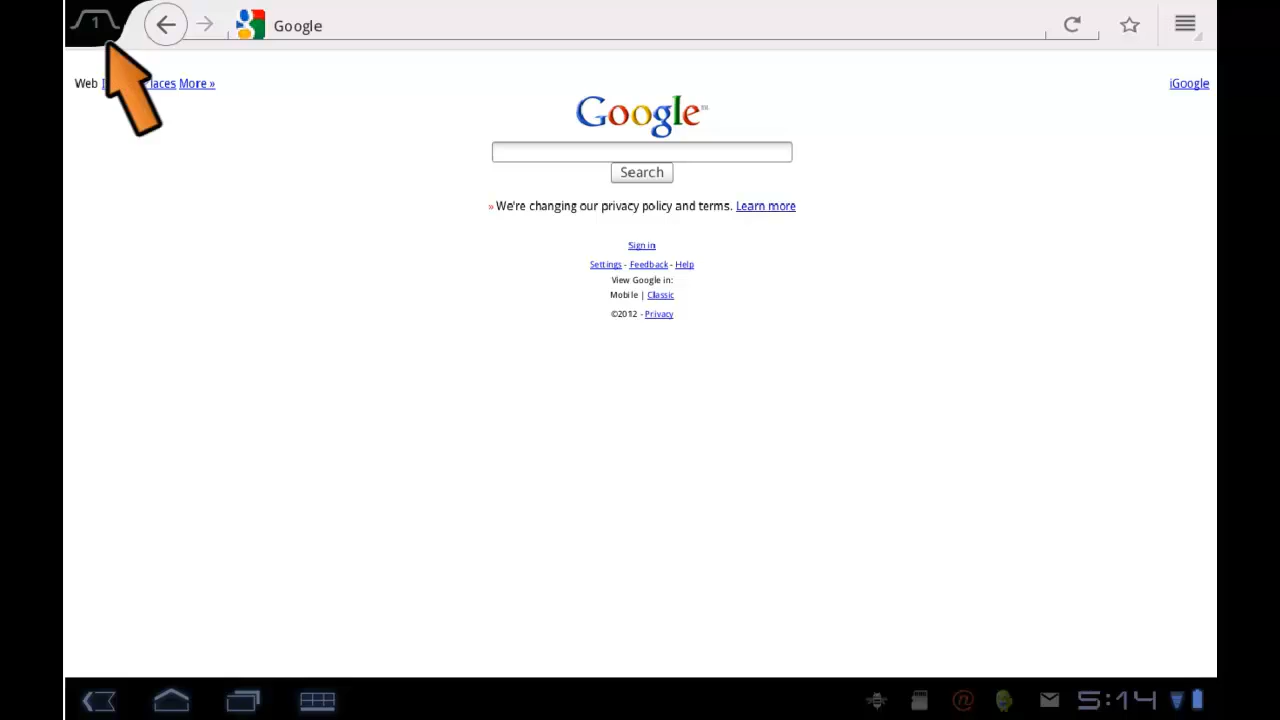 1
Google
Web laces More »
iGoogle
Google™
Search
» We're changing our privacy policy and terms. Learn more
Sign in
Settings - Feedback - Help
View Google in:
Mobile | Classic
©2012 - Privacy
5:14